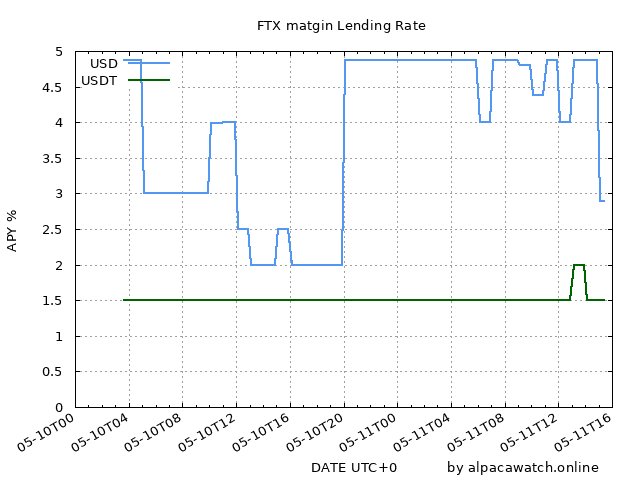 FTX matgin Lending Rate
5
4.5
4
3.5
3
2.5
2
1.5
1
0.5
0
APY %
USD
USDT
05-10T00
05-10T04
05-10T08
05-10T12
05-10T16
05-10T20
05-11T00
05-11T04
05-11T08
05-11T12
05-11T16
DATE UTC+0
by alpacawatch.online